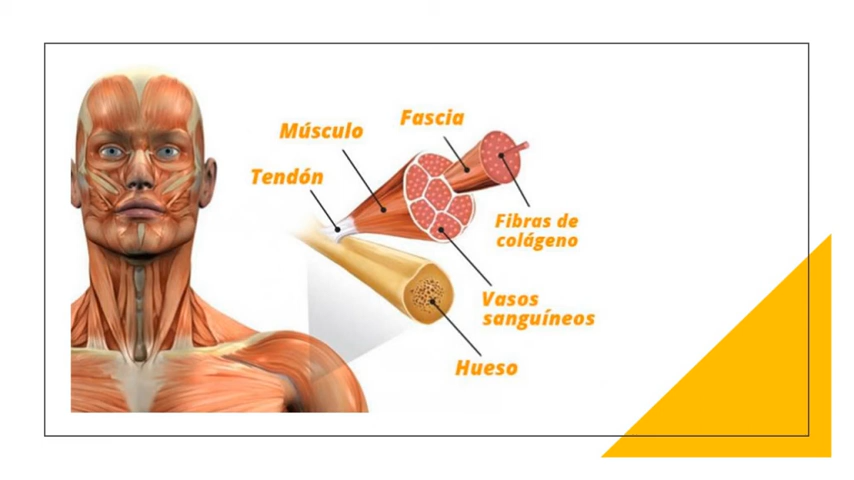 Fascia
Músculo
Tendón
Fibras de
colágeno
Vasos
sanguíneos
Hueso